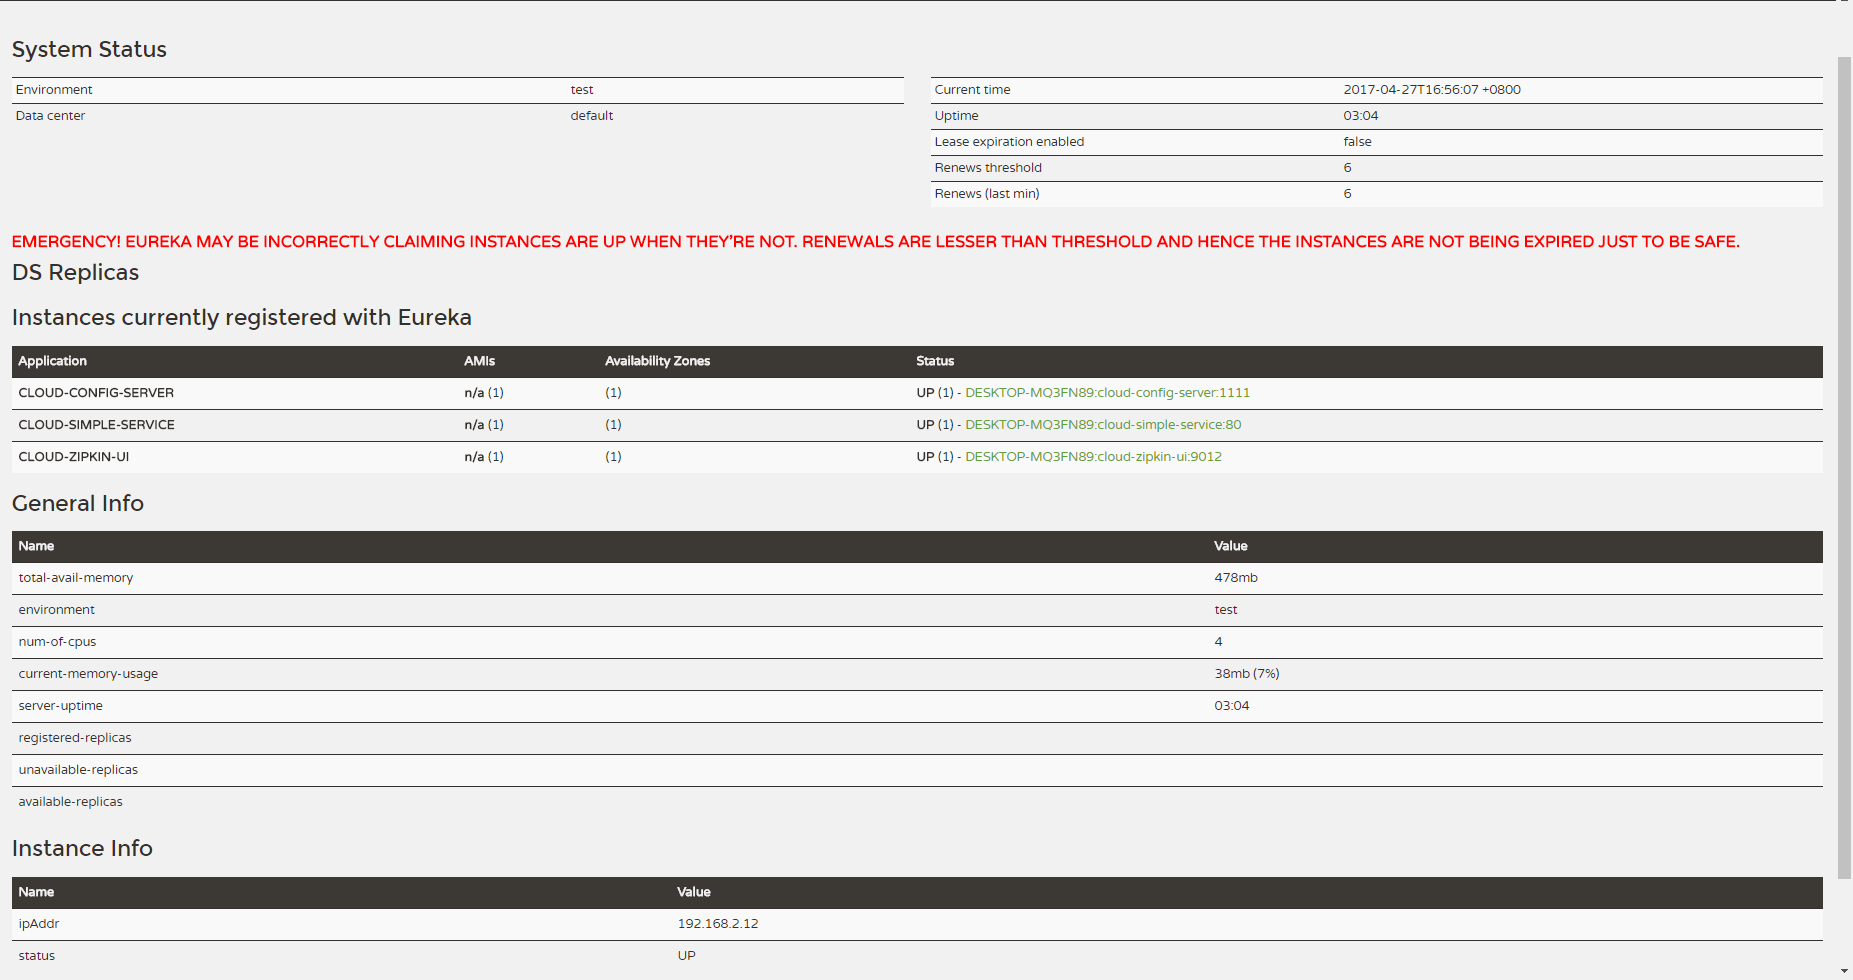 System Status
Environment test
Data center default
Current time 2017-04-27T16:56:07 +0800
Uptime 03:04
Lease expiration enabled false
Renews threshold 6
Renews (last min) 6
EMERGENCY! EUREKA MAY BE INCORRECTLY CLAIMING INSTANCES ARE UP WHEN THEY'RE NOT. RENEWALS ARE LESSER THAN THRESHOLD AND HENCE THE INSTANCES ARE NOT BEING EXPIRED JUST TO BE SAFE.
DS Replicas
Instances currently registered with Eureka
Application AMIs Availability Zones Status
CLOUD-CONFIG-SERVER n/a (1) (1) UP (1) - DESKTOP-MQ3FN89:cloud-config-server:1111
CLOUD-SIMPLE-SERVICE n/a (1) (1) UP (1) - DESKTOP-MQ3FN89:cloud-simple-service:80
CLOUD-ZIPKIN-UI n/a (1) (1) UP (1) - DESKTOP-MQ3FN89:cloud-zipkin-ui:9012
General Info
Name Value
total-avail-memory 478mb
environment test
num-of-cpus 4
current-memory-usage 38mb (7%)
server-uptime 03:04
registered-replicas
unavailable-replicas
available-replicas
Instance Info
Name Value
ipAddr 192.168.2.12
status UP